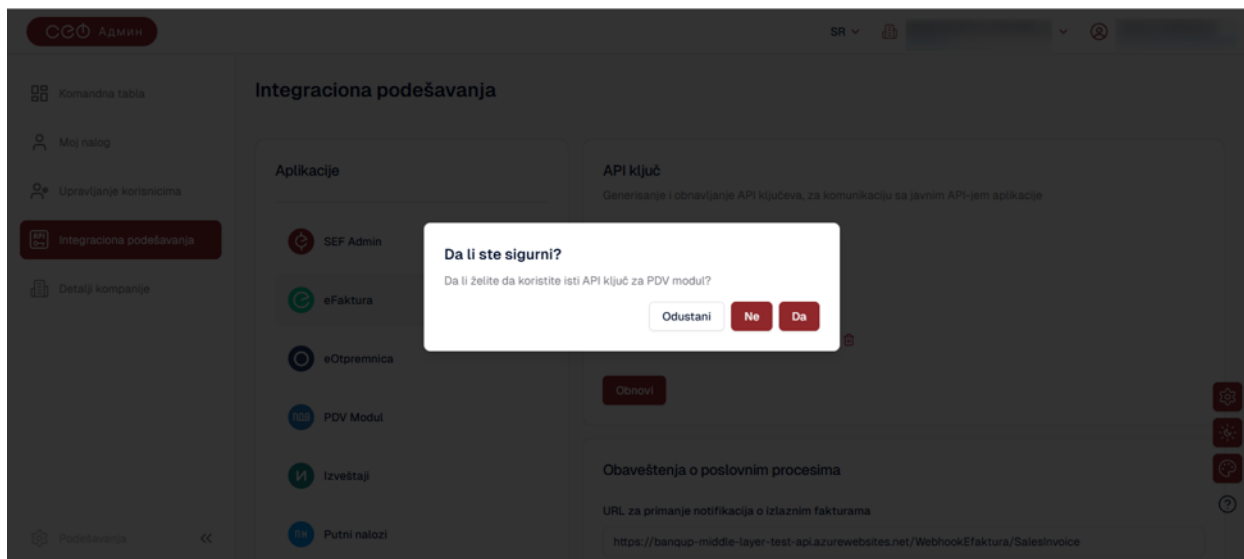 СЕФ Админ
SR
Komandna tabla
Moj nalog
Upravljanje korisnicima
Integraciona podešavanja
Detalji kompanije
Podešavanja
Integraciona podešavanja
Aplikacije
SEF Admin
eFaktura
eOtpremnica
PDV Modul
Izveštaji
Putni nalozi
API ključ
Generisanje i obnavljanje API ključeva, za komunikaciju sa javnim API-jem aplikacije
Da li ste sigurni?
Da li želite da koristite isti API ključ za PDV modul?
Odustani Ne Da
Obnovi
Obaveštenja o poslovnim procesima
URL za primanje notifikacija o izlaznim fakturama
https://banqup-middle-layer-test-api.azurewebsites.net/WebhookEfaktura/SalesInvoice